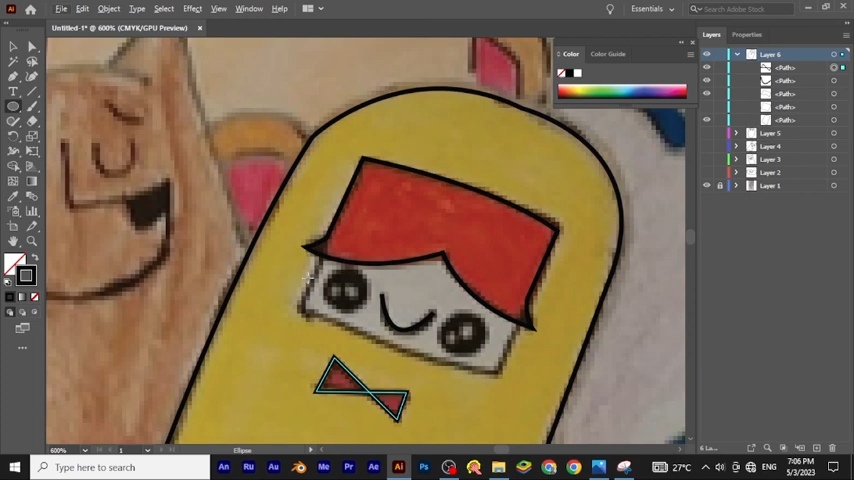 File Edit Object Type Select Effect View Window Help
Essentials
Search Adobe Stock
Untitled-1* @ 600% (CMYK/GPU Preview) ×
Color Color Guide
Layers Properties
Layer 6
<Path>
<Path>
<Path>
<Path>
<Path>
Layer 5
Layer 4
Layer 3
Layer 2
Layer 1
600% 1 Ellipse
6 La...
Type here to search
An Ru Au Me Pr Ae Ai Ps
27°C
ENG
7:06 PM
5/3/2023